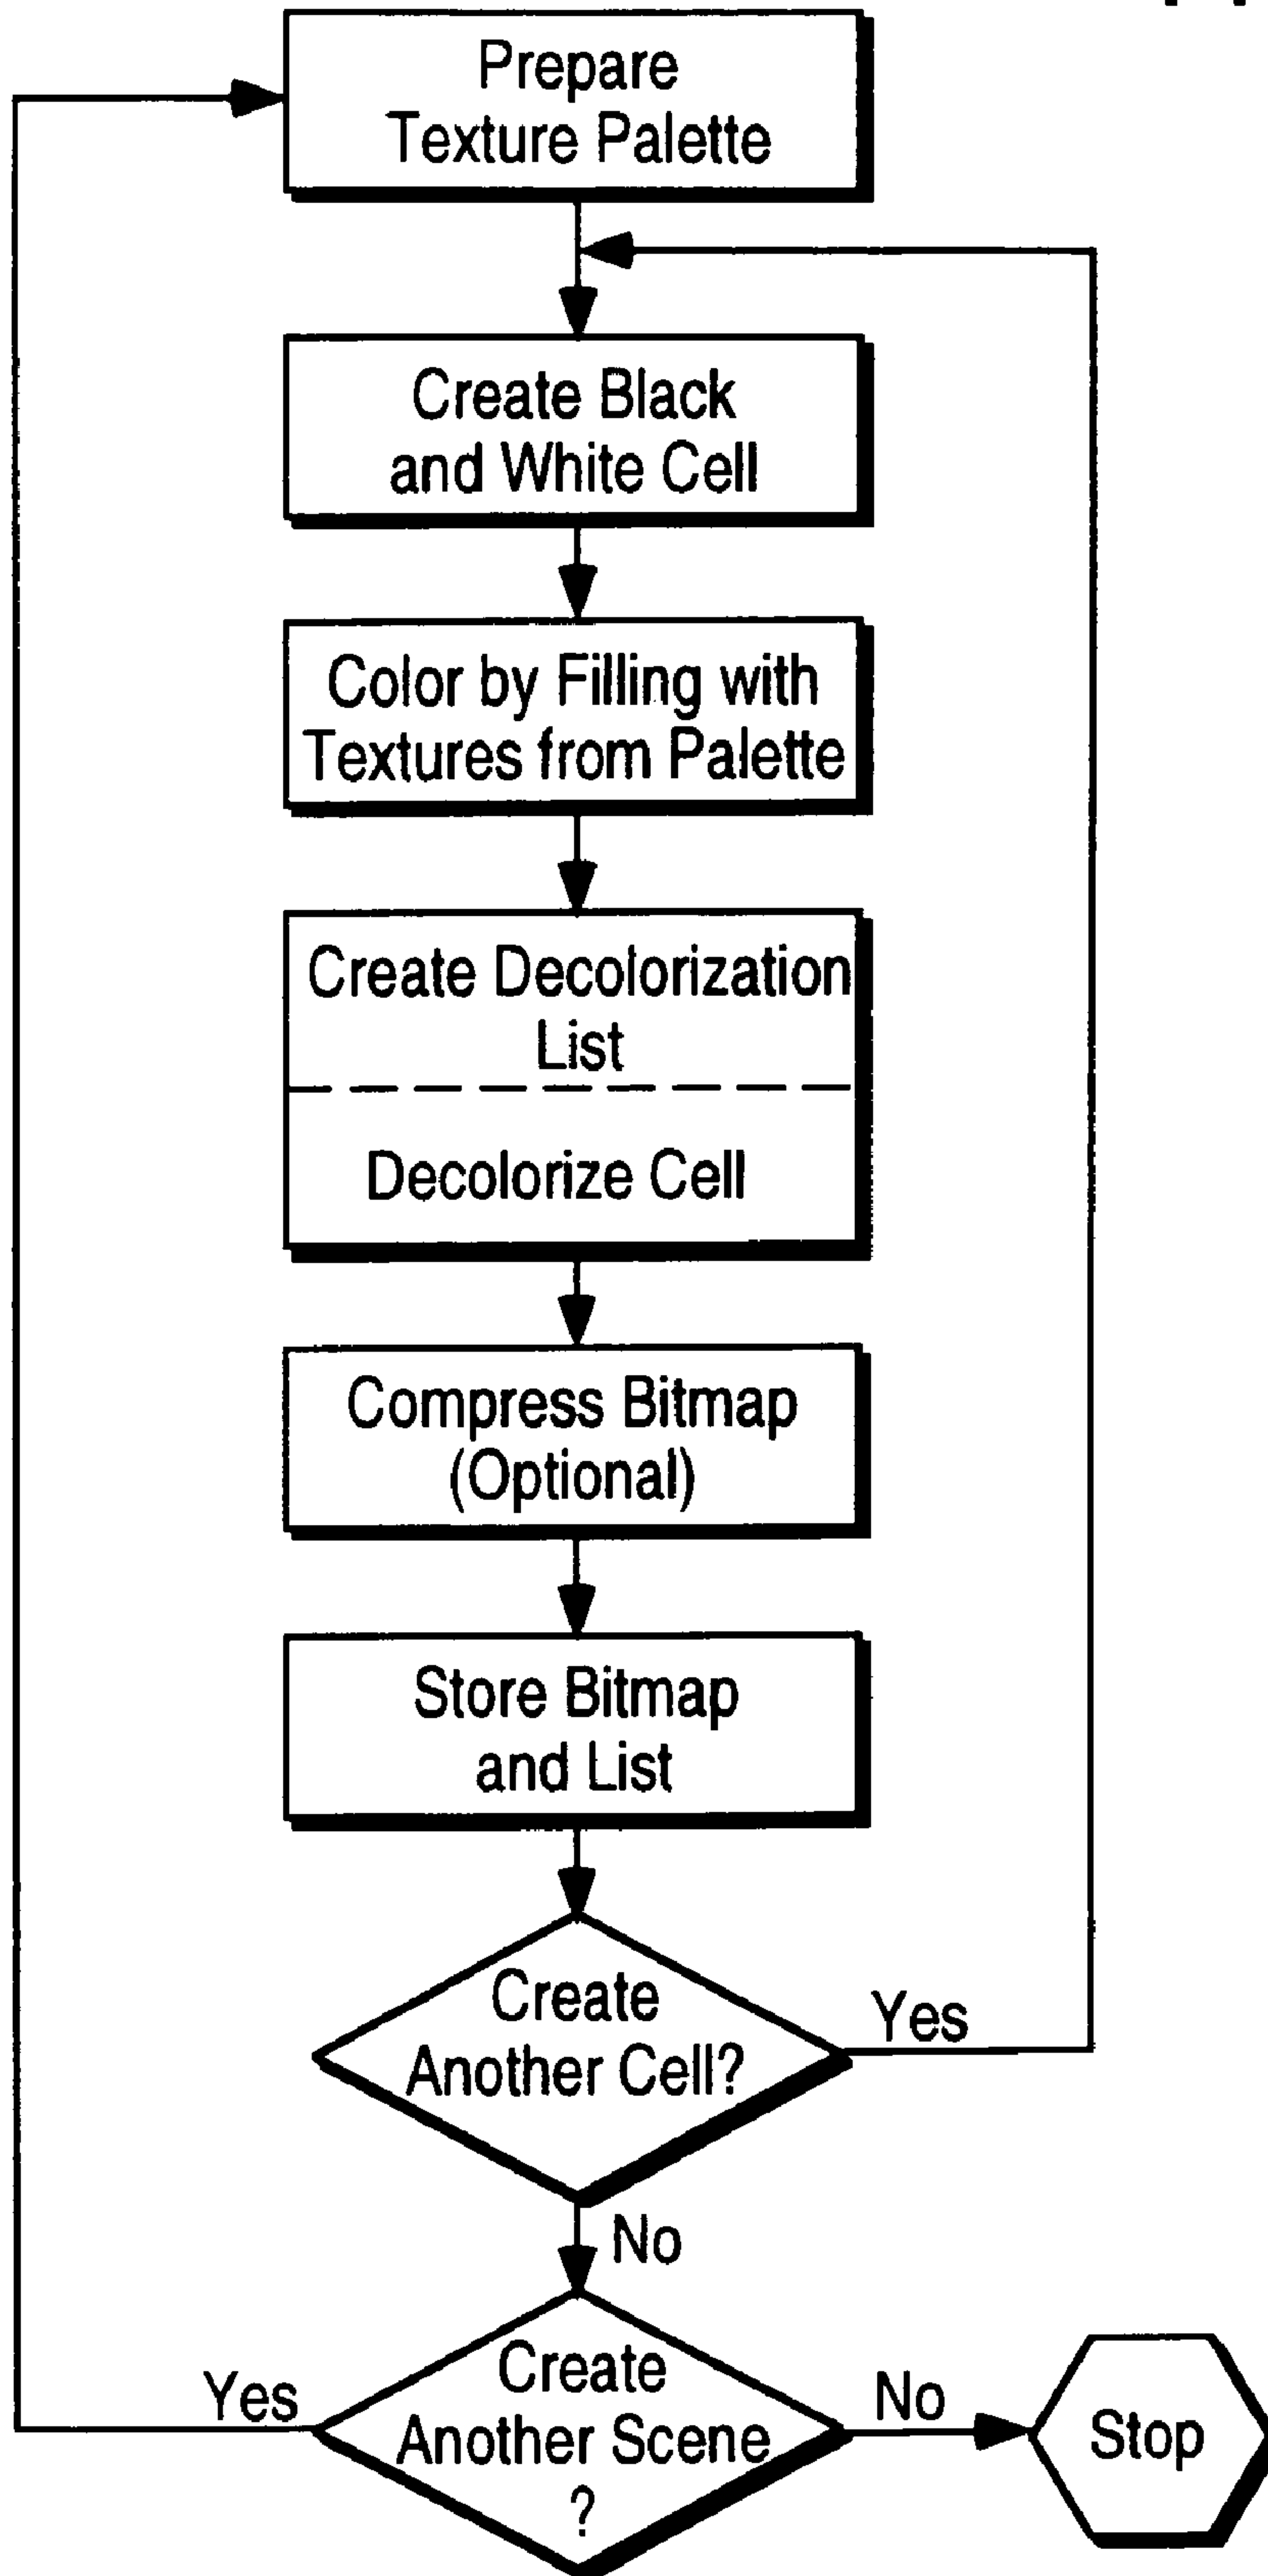 Prepare
Texture Palette
Create Black
and White Cell
Color by Filling with
Textures from Palette
Create Decolorization
List
Decolorize Cell
Compress Bitmap
(Optional)
Store Bitmap
and List
Create
Another Cell?
Yes
No
Create
Another Scene
?
Yes
No
Stop